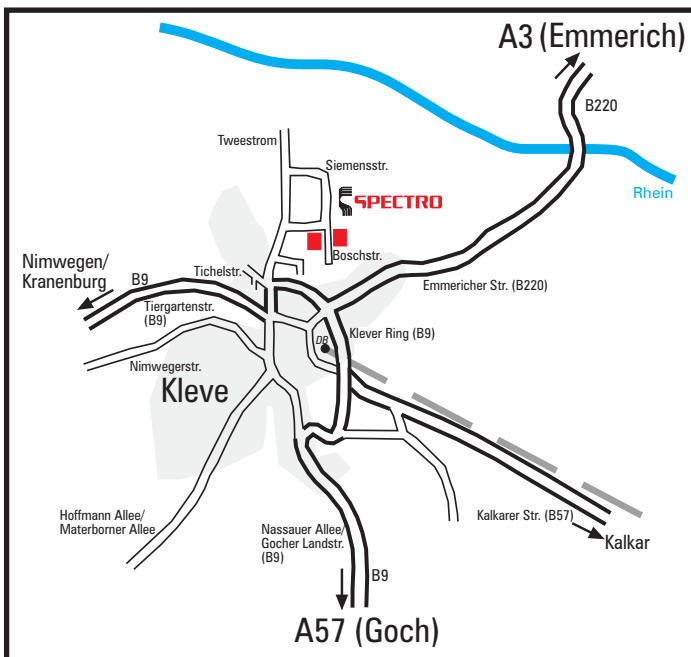 A3 (Emmerich)
B220
Tweestrom
Siemensstr.
Rhein
SPECTRO
Boschstr.
Nimwegen/
Kranenburg
B9
Tichelstr.
Emmericher Str. (B220)
Tiergartenstr.
(B9)
Klever Ring (B9)
DB
Nimwegerstr.
Kleve
Hoffmann Allee/
Materborner Allee
Nassauer Allee/
Gocher Landstr.
(B9)
Kalkarer Str. (B57)
Kalkar
B9
A57 (Goch)